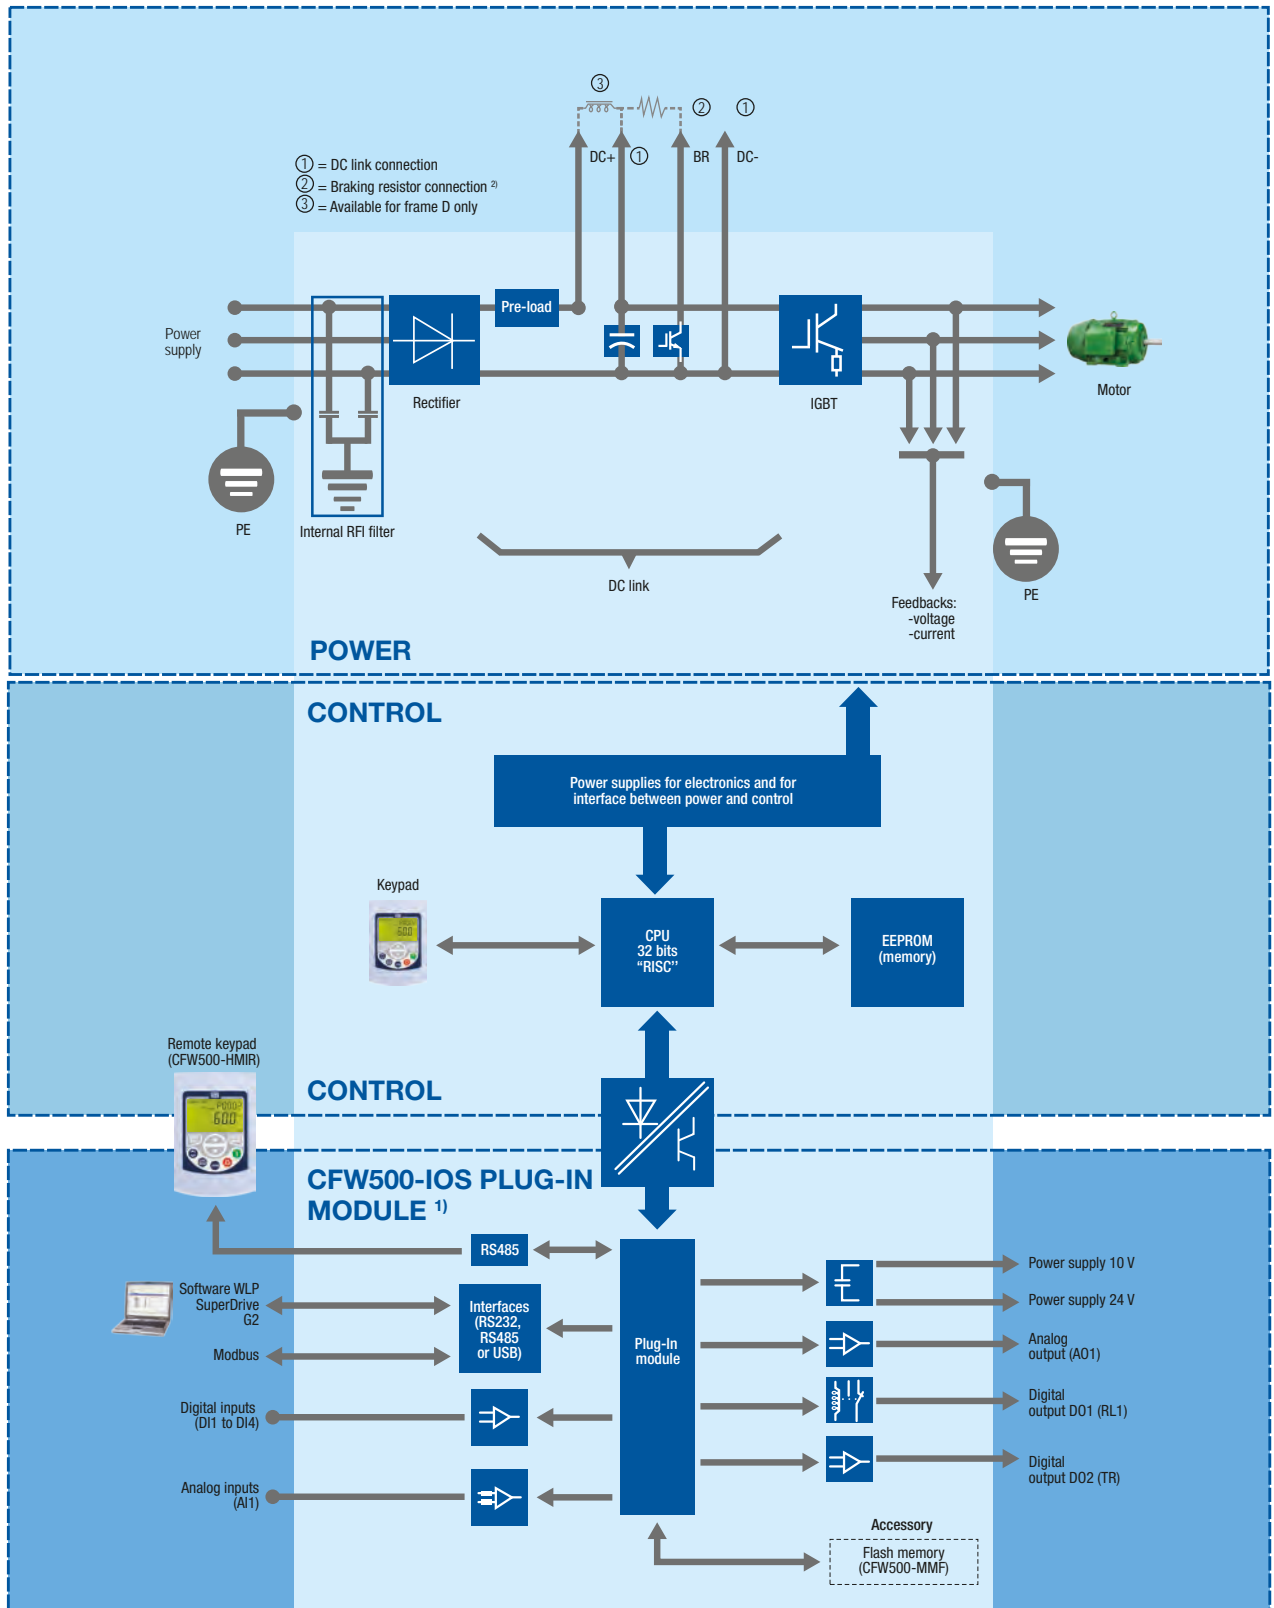 ③
② ①
DC+ ① BR DC-
① = DC link connection
② = Braking resistor connection 2)
③ = Available for frame D only
Pre-load
Power
supply
Rectifier
IGBT
Motor
PE
Internal RFI filter
DC link
PE
Feedbacks:
-voltage
-current
POWER
CONTROL
Power supplies for electronics and for
interface between power and control
Keypad
CPU
32 bits
“RISC’’
EEPROM
(memory)
Remote keypad
(CFW500-HMIR)
60.0
60.0
CONTROL
CFW500-IOS PLUG-IN
MODULE 1)
RS485
Software WLP
SuperDrive
G2
Interfaces
(RS232,
RS485
or USB)
Modbus
Plug-In
module
Power supply 10 V
Power supply 24 V
Analog
output (AO1)
Digital inputs
(DI1 to DI4)
Digital
output DO1 (RL1)
Digital
output DO2 (TR)
Analog inputs
(AI1)
Accessory
Flash memory
(CFW500-MMF)